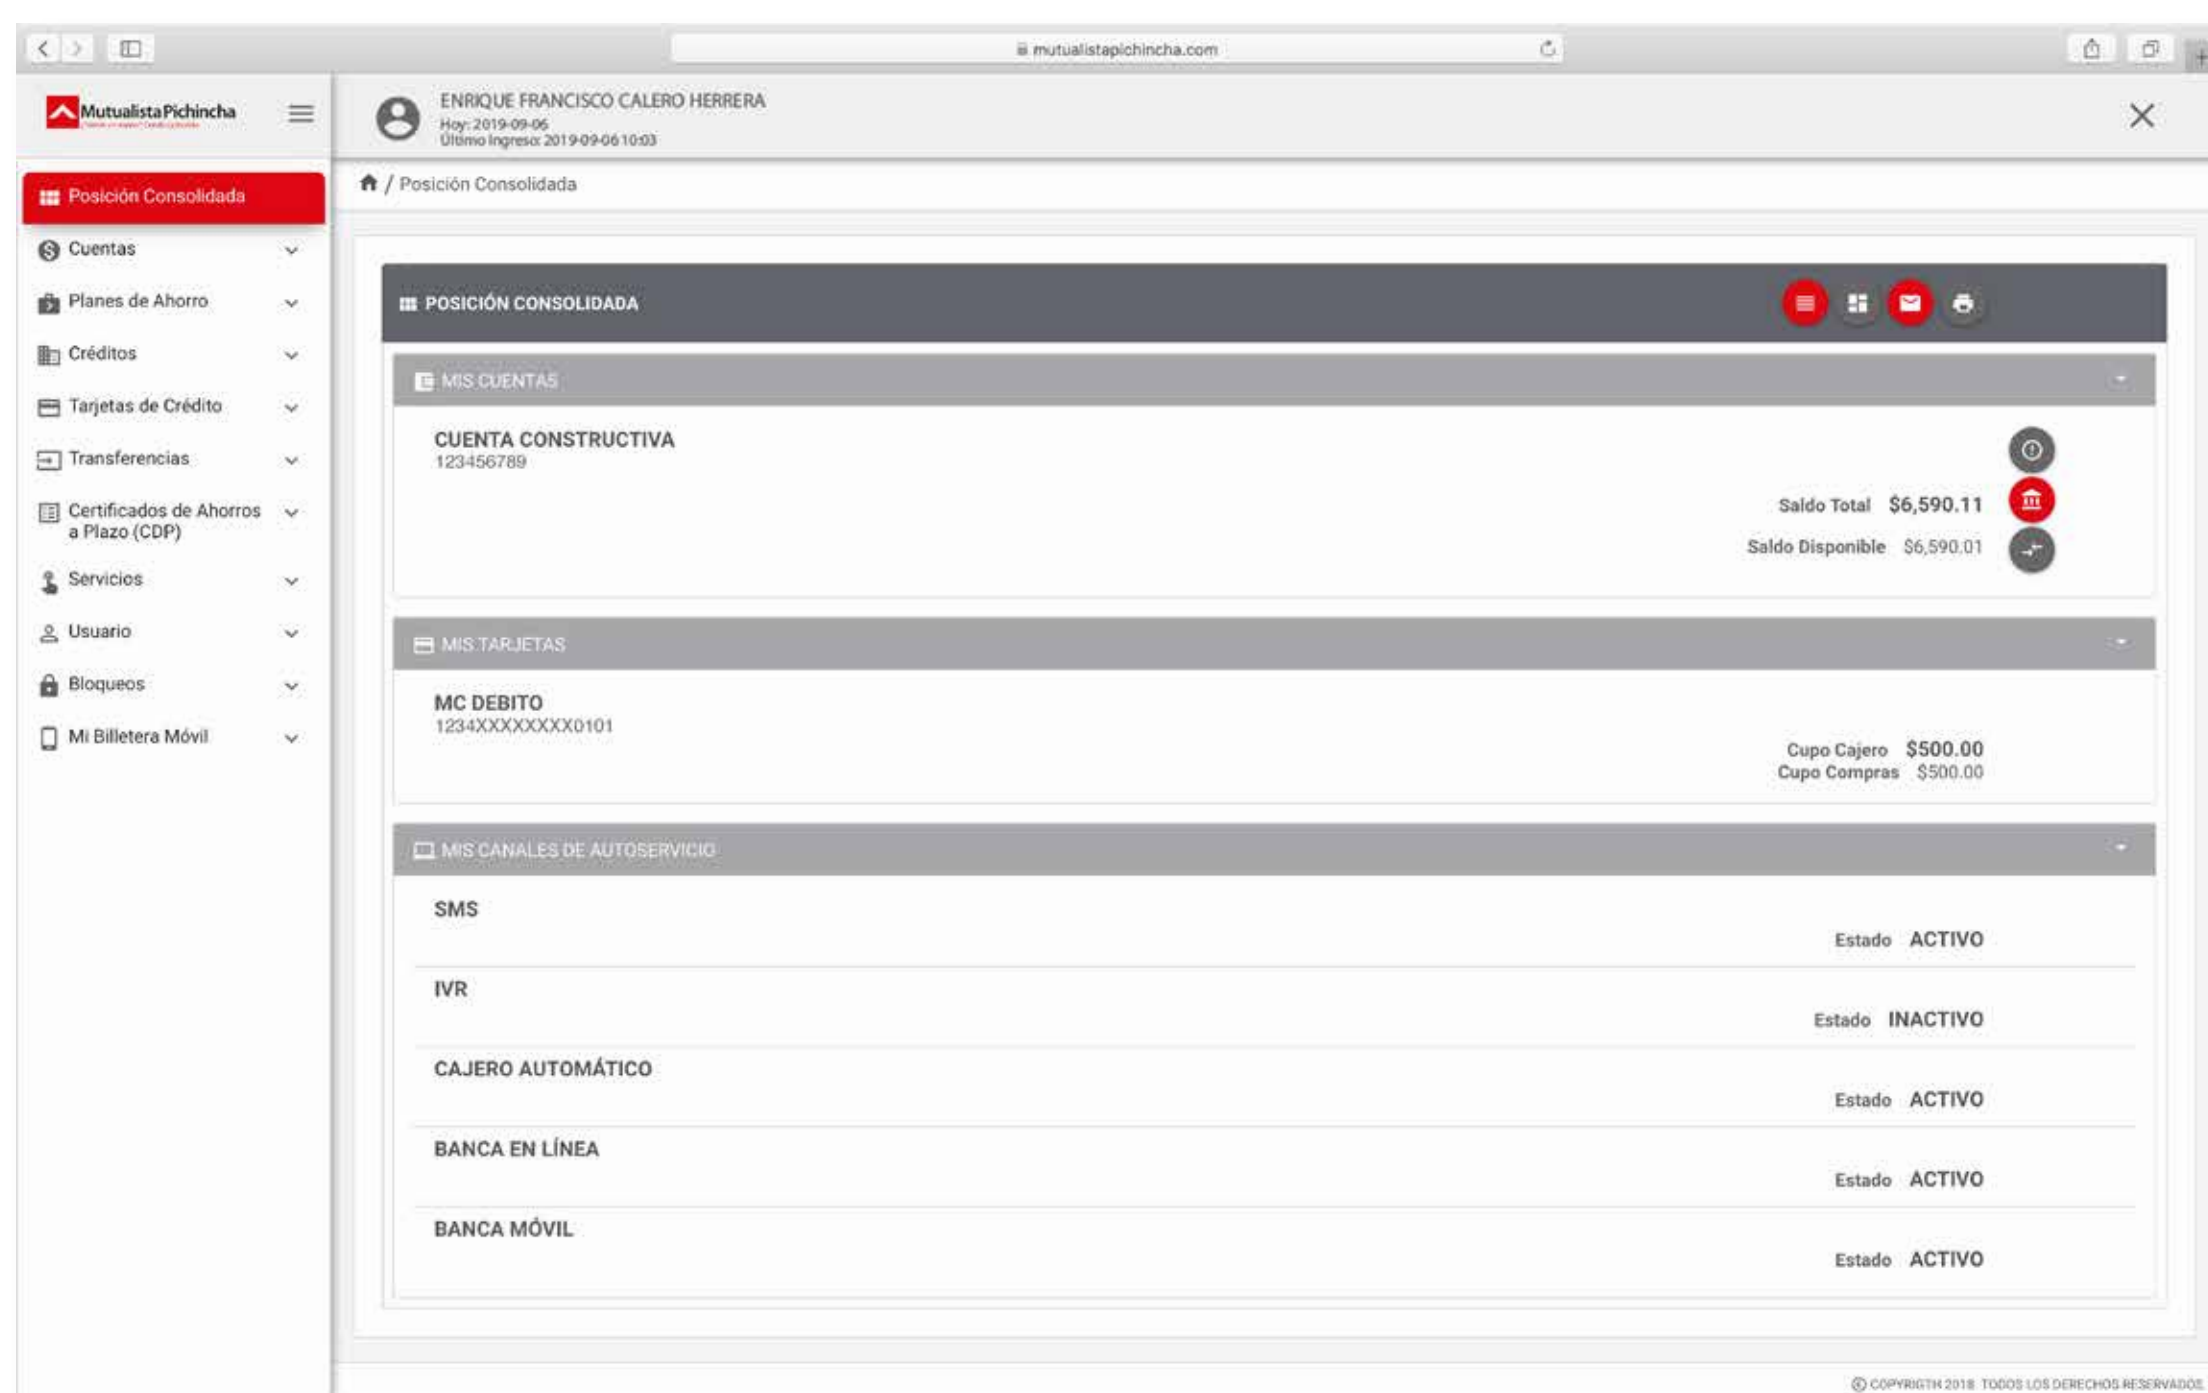 mutualistapichincha.com
Mutualista Pichincha
ENRIQUE FRANCISCO CALERO HERRERA
Hoy: 2019-09-06
Último Ingreso: 2019-09-06 10:03
/ Posición Consolidada
Posición Consolidada
Cuentas
Planes de Ahorro
Créditos
Tarjetas de Crédito
Transferencias
Certificados de Ahorros
a Plazo (CDP)
Servicios
Usuario
Bloqueos
Mi Billetera Móvil
POSICIÓN CONSOLIDADA
MIS CUENTAS
CUENTA CONSTRUCTIVA
123456789
Saldo Total $6,590.11
Saldo Disponible $6,590.01
MIS TARJETAS
MC DEBITO
1234XXXXXXXX0101
Cupo Cajero $500.00
Cupo Compras $500.00
MIS CANALES DE AUTOSERVICIO
SMS
Estado ACTIVO
IVR
Estado INACTIVO
CAJERO AUTOMÁTICO
Estado ACTIVO
BANCA EN LÍNEA
Estado ACTIVO
BANCA MÓVIL
Estado ACTIVO
© COPYRIGTH 2018 TODOS LOS DERECHOS RESERVADOS